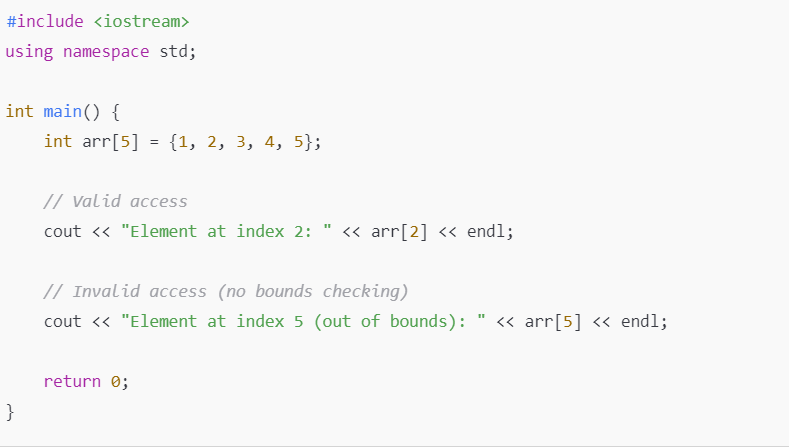 #include <iostream>
using namespace std;
int main() {
    int arr[5] = {1, 2, 3, 4, 5};
    // Valid access
    cout << "Element at index 2: " << arr[2] << endl;
    // Invalid access (no bounds checking)
    cout << "Element at index 5 (out of bounds): " << arr[5] << endl;
    return 0;
}